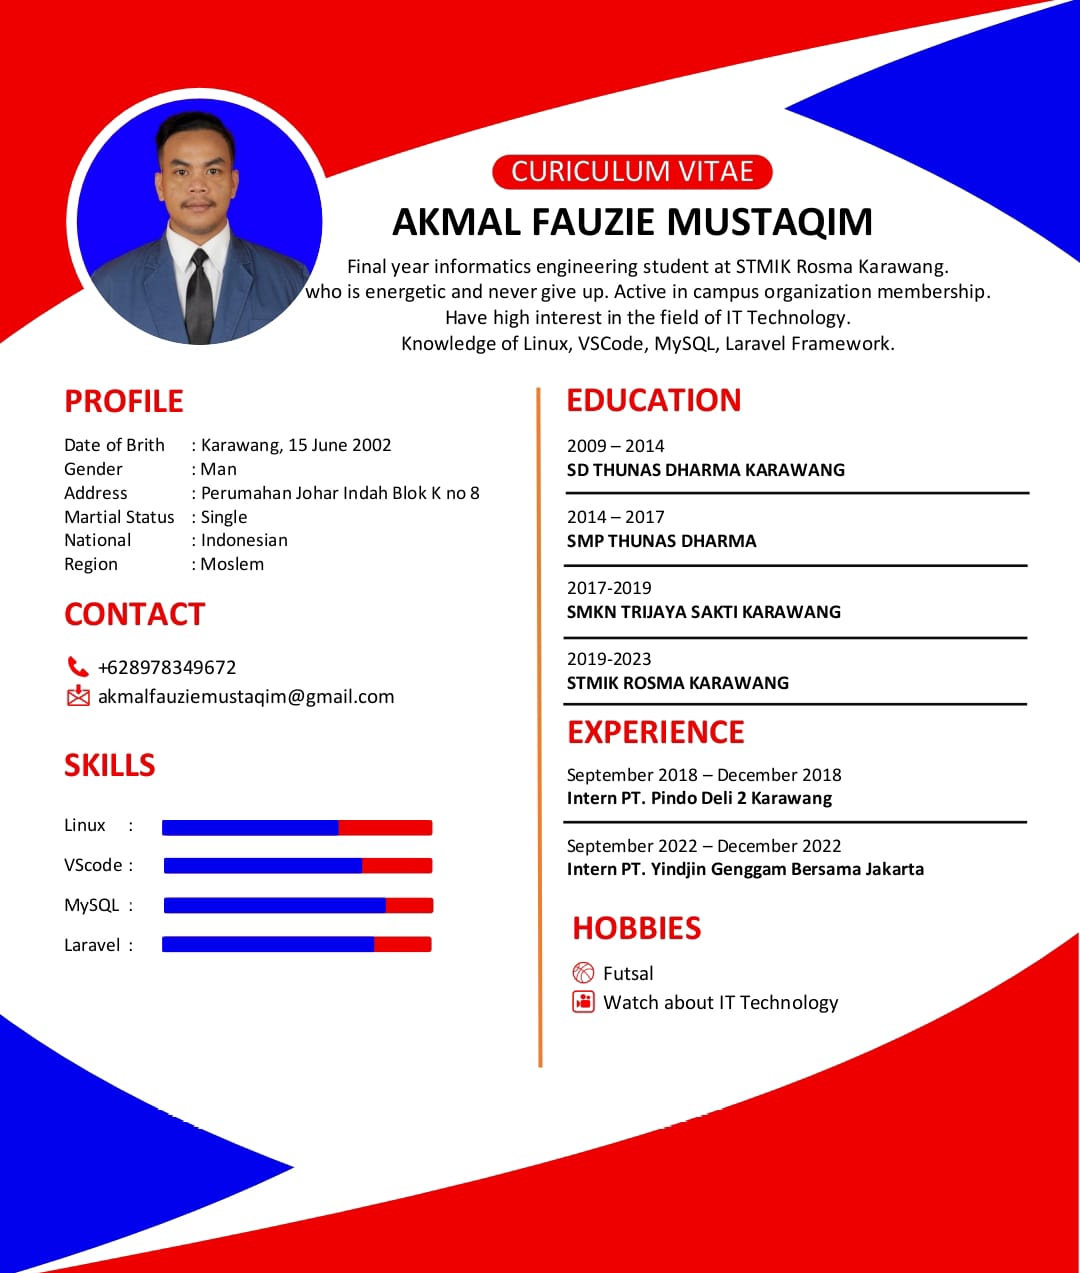 CURICULUM VITAE
AKMAL FAUZIE MUSTAQIM
Final year informatics engineering student at STMIK Rosma Karawang.
who is energetic and never give up. Active in campus organization membership.
Have high interest in the field of IT Technology.
Knowledge of Linux, VSCode, MySQL, Laravel Framework.
PROFILE
Date of Brith : Karawang, 15 June 2002
Gender : Man
Address : Perumahan Johar Indah Blok K no 8
Martial Status : Single
National : Indonesian
Region : Moslem
CONTACT
+628978349672
akmalfauziemustaqim@gmail.com
SKILLS
Linux :
VScode :
MySQL :
Laravel :
EDUCATION
2009 – 2014
SD THUNAS DHARMA KARAWANG
2014 – 2017
SMP THUNAS DHARMA
2017-2019
SMKN TRIJAYA SAKTI KARAWANG
2019-2023
STMIK ROSMA KARAWANG
EXPERIENCE
September 2018 – December 2018
Intern PT. Pindo Deli 2 Karawang
September 2022 – December 2022
Intern PT. Yindjin Genggam Bersama Jakarta
HOBBIES
Futsal
Watch about IT Technology